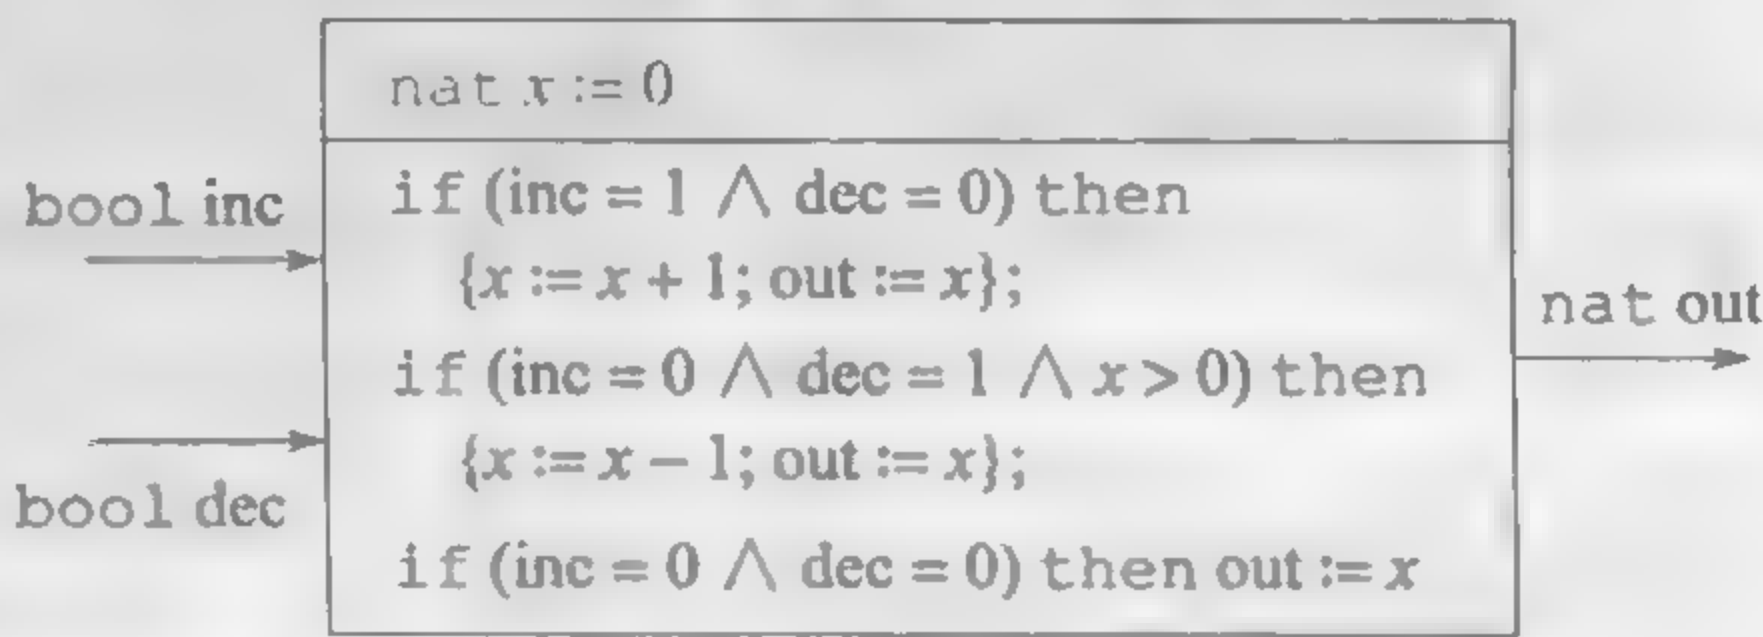 nat x := 0
bool inc
if (inc = 1 ∧ dec = 0) then
{x := x + 1; out := x};
if (inc = 0 ∧ dec = 1 ∧ x > 0) then
{x := x − 1; out := x};
if (inc = 0 ∧ dec = 0) then out := x
bool dec
nat out